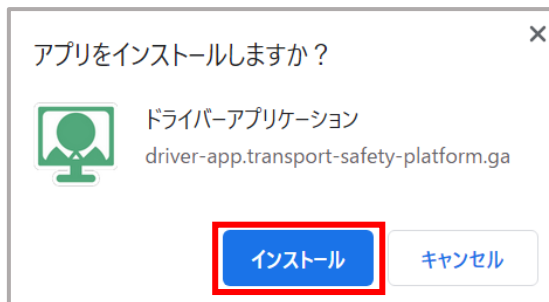 アプリをインストールしますか？
ドライバーアプリケーション
driver-app.transport-safety-platform.ga
インストール
キャンセル